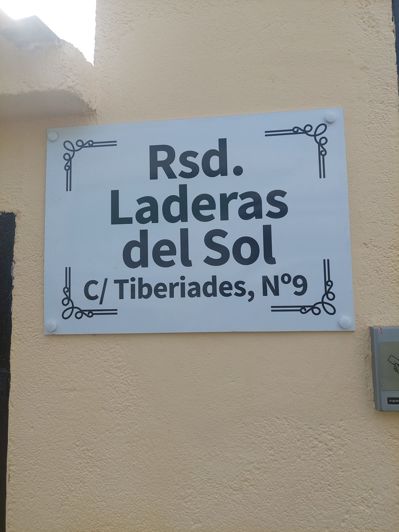 Rsd.
Laderas
del Sol
C/ Tiberiades, Nº9